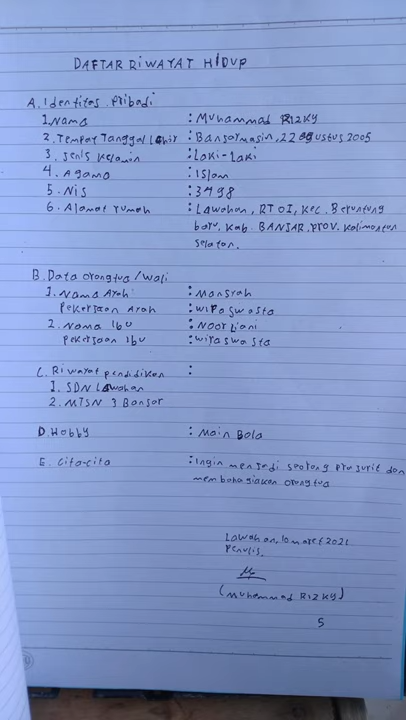 DAFTAR RIWAYAT HIDUP
A. Identitas Pribadi
1. Nama : Muhammad RIZKY
2. Tempat Tanggal Lahir : Banjarmasin, 22 Agustus 2005
3. Jenis Kelamin : Laki-Laki
4. Agama : Islam
5. Nis : 3498
6. Alamat rumah : Lawahan, RT 01, Kec. Beruntung
baru, Kab. BANJAR, Prov. Kalimantan
Selatan.
B. Data orangtua / wali
1. Nama Ayah : Mansyah
Pekerjaan Ayah : wiraswasta
2. Nama Ibu : Noor Liani
Pekerjaan Ibu : wiraswasta
C. Riwayat pendidikan :
1. SDN Lawahan
2. MTSN 3 Banjar
D. Hobby : Main Bola
E. Cita-cita : Ingin menjadi seorang prajurit dan
membahagiakan orangtua
Lawahan, 10 maret 2021
Penulis,
(Muhammad RIZKY)
5